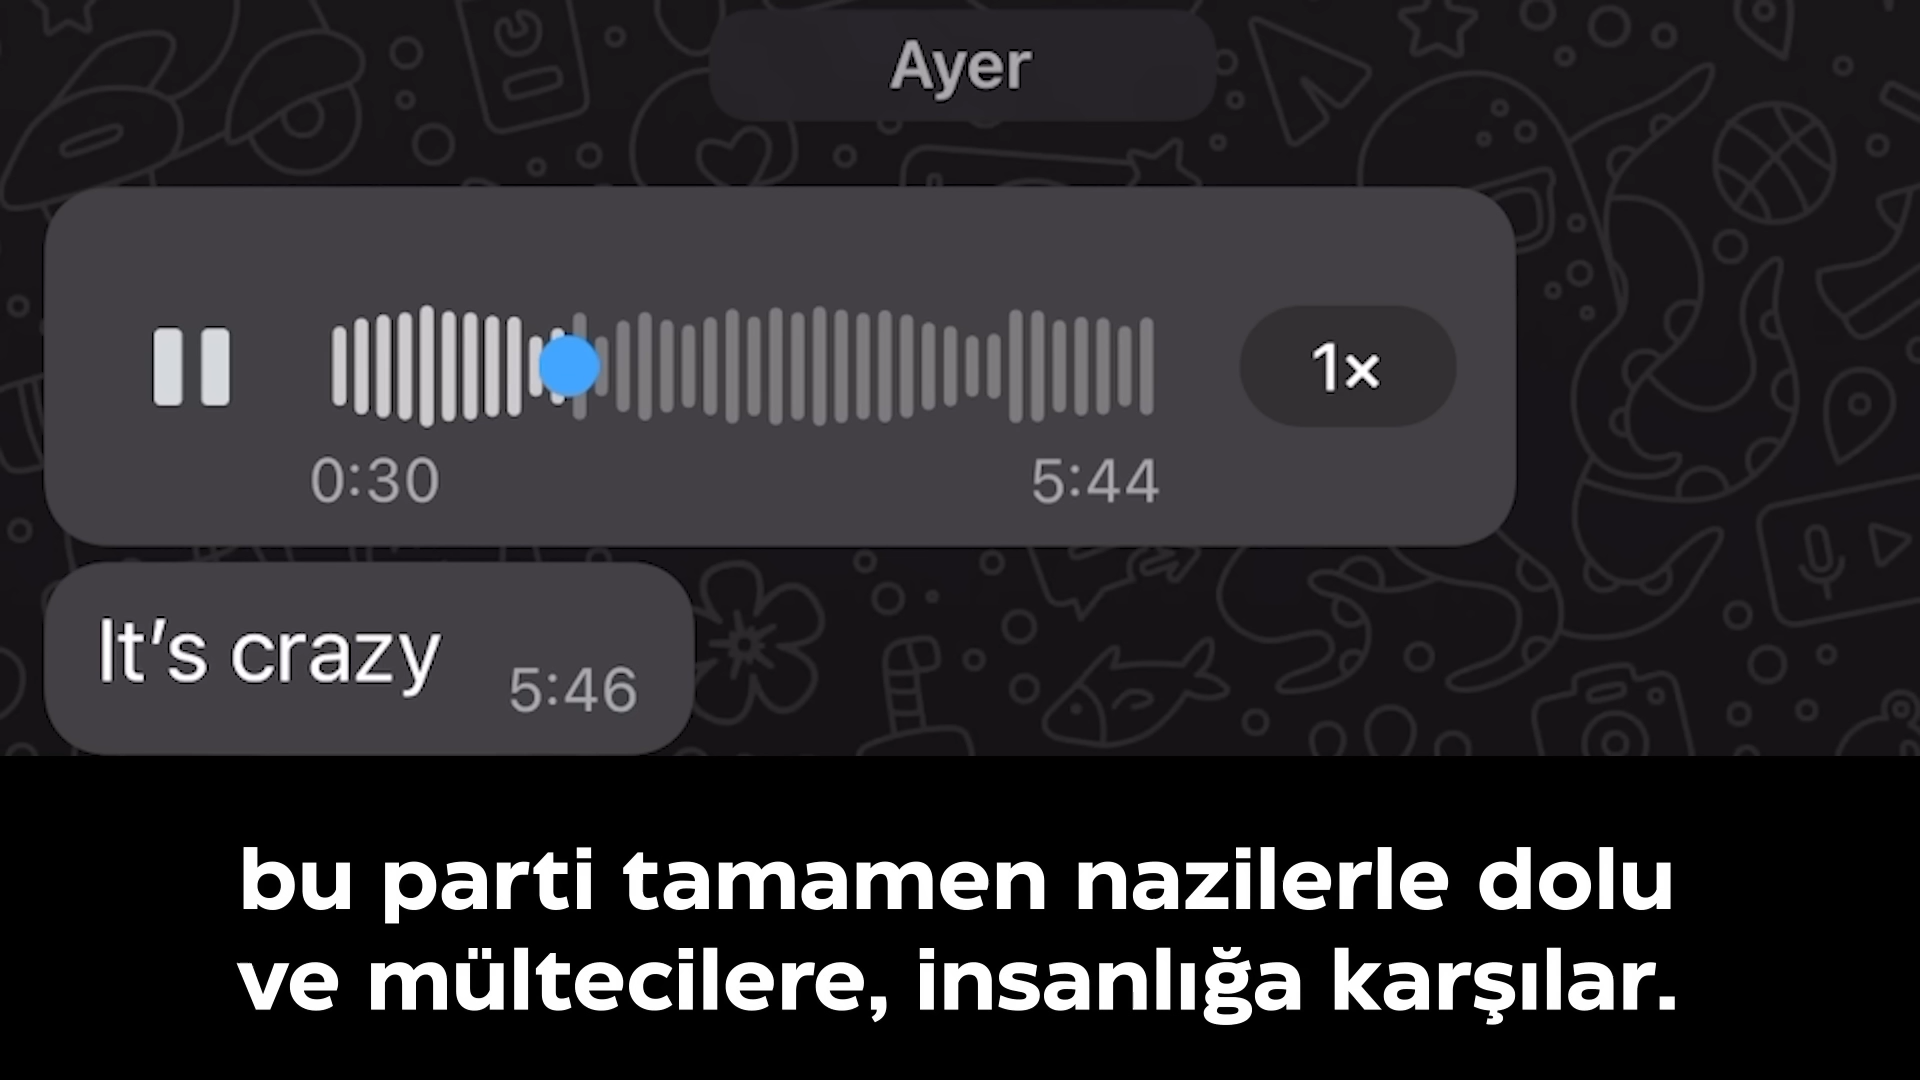 Ayer
1×
0:30
5:44
It's crazy
5:46
bu parti tamamen nazilerle dolu
ve mültecilere, insanlığa karşılar.